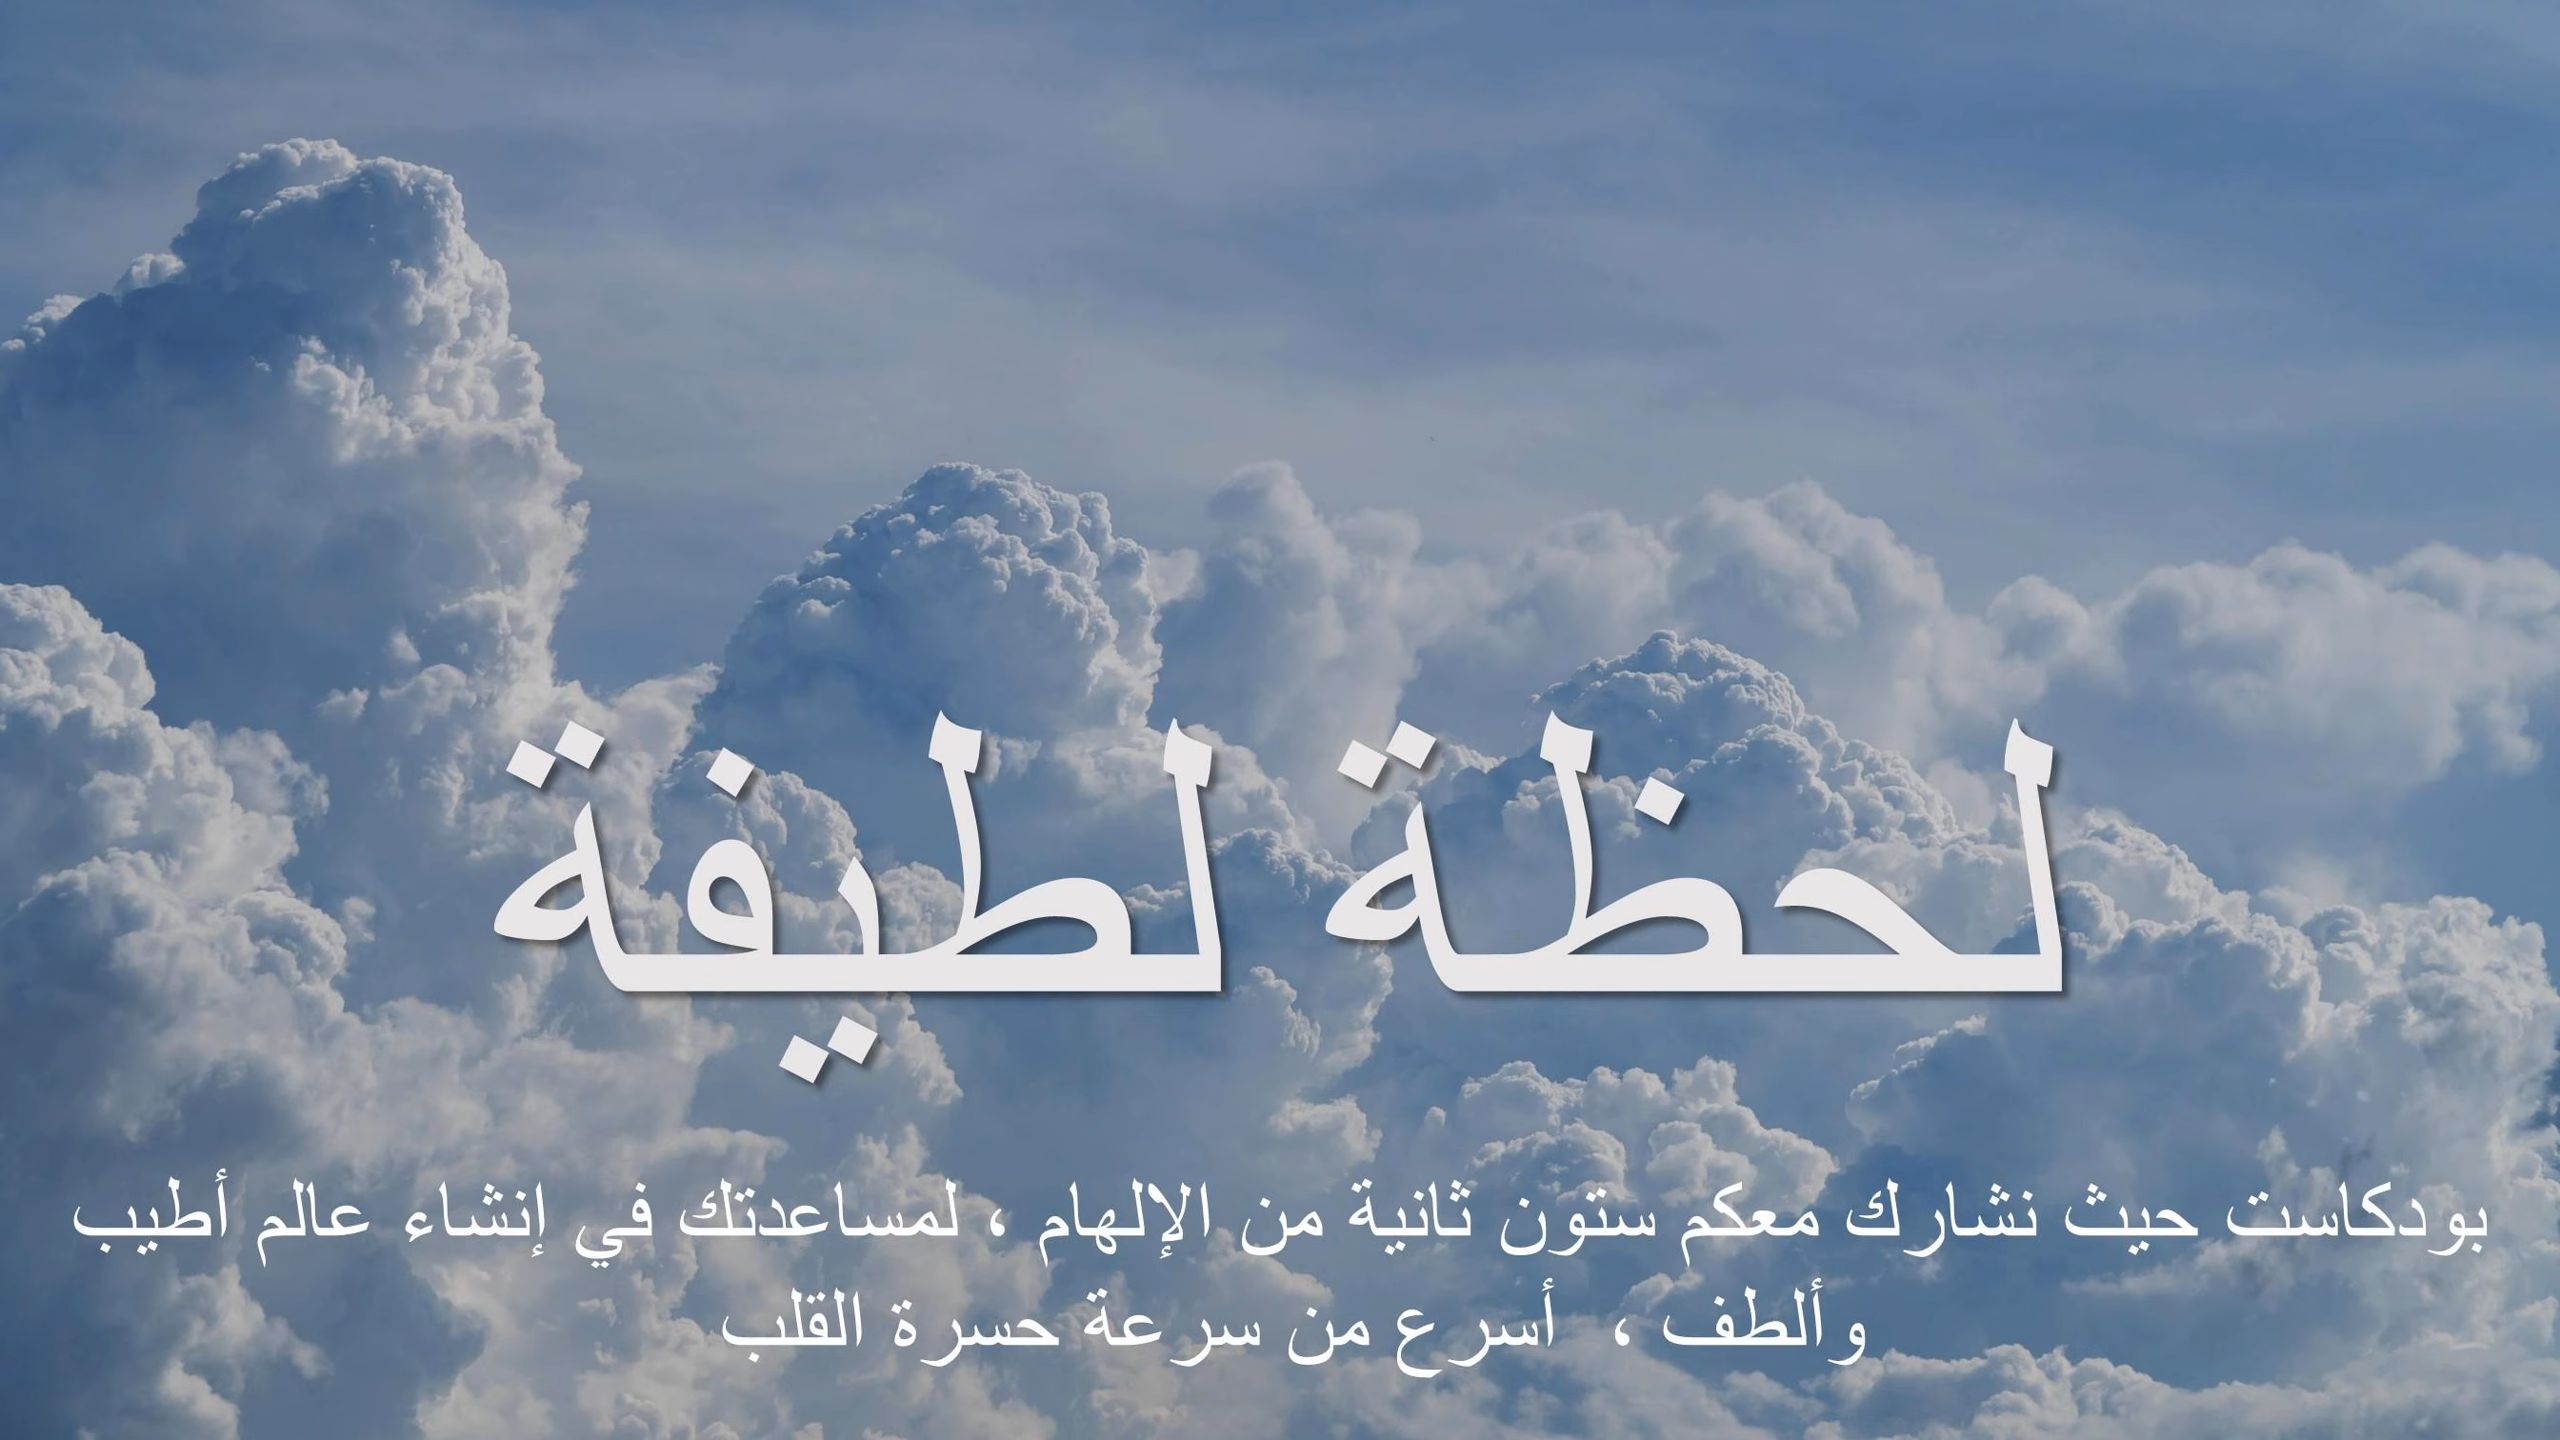 لحظة لطيفة
بودكاست حيث نشارك معكم ستون ثانية من الإلهام ، لمساعدتك في إنشاء عالم أطيب
وألطف ، أسرع من سرعة حسرة القلب